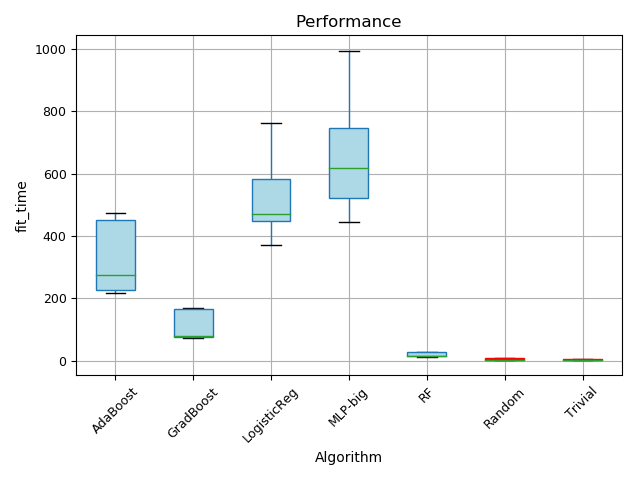 Performance
fit_time
1000
800
600
400
200
0
AdaBoost
GradBoost
LogisticReg
MLP-big
RF
Random
Trivial
Algorithm